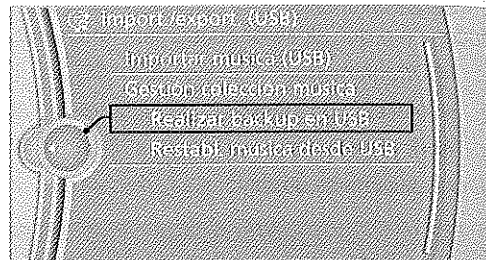 import /export (USB)
Importar música (USB)
Gestión colección música
Realizar backup en USB
Restabl. música desde USB